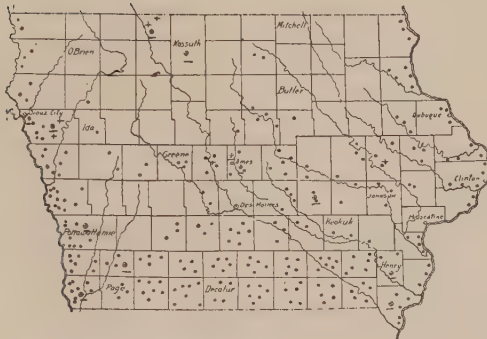 Mitchell
Kossuth
O'Brien
Butler
Dubuque
Sioux City
Ida
Greene
Ames
Clinton
Johnson
Muscatine
Des Moines
Keokuk
Pottawattamie
Henry
Page
Decatur